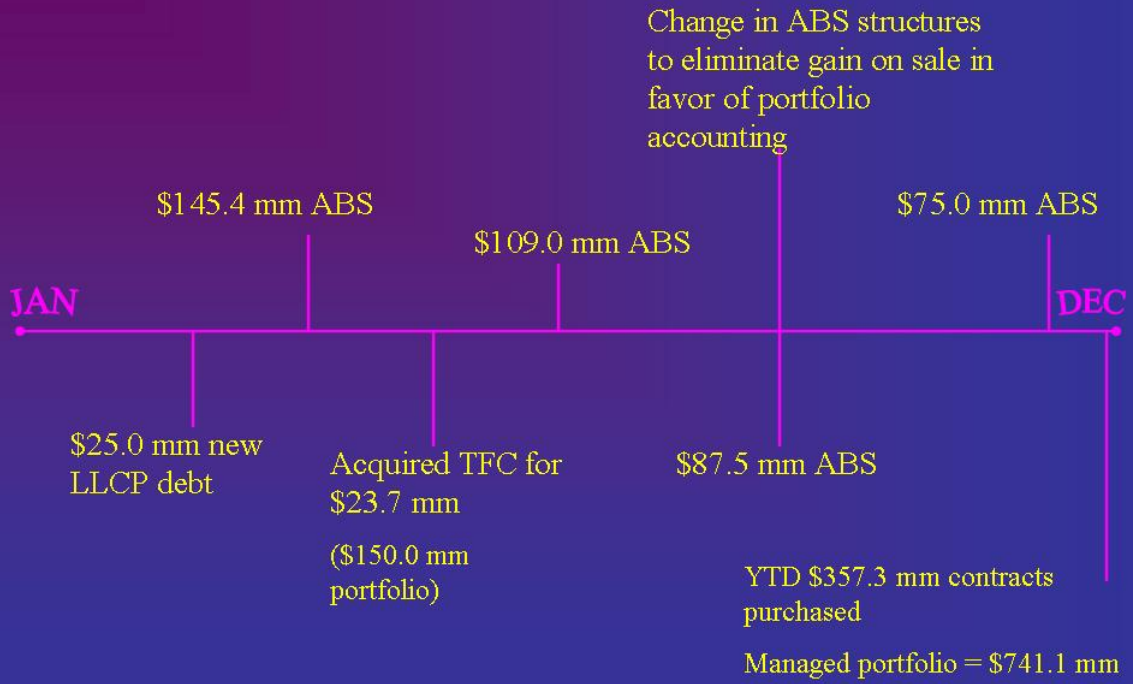 Change in ABS structures
to eliminate gain on sale in
favor of portfolio
accounting
$145.4 mm ABS
$75.0 mm ABS
$109.0 mm ABS
JAN
DEC
$25.0 mm new
LLCP debt
Acquired TFC for
$23.7 mm
($150.0 mm
portfolio)
$87.5 mm ABS
YTD $357.3 mm contracts
purchased
Managed portfolio = $741.1 mm